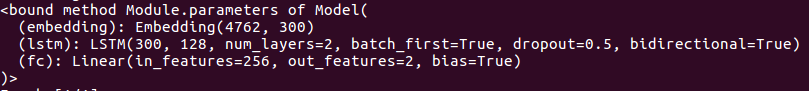 <bound method Module.parameters of Model(
  (embedding): Embedding(4762, 300)
  (lstm): LSTM(300, 128, num_layers=2, batch_first=True, dropout=0.5, bidirectional=True)
  (fc): Linear(in_features=256, out_features=2, bias=True)
)>